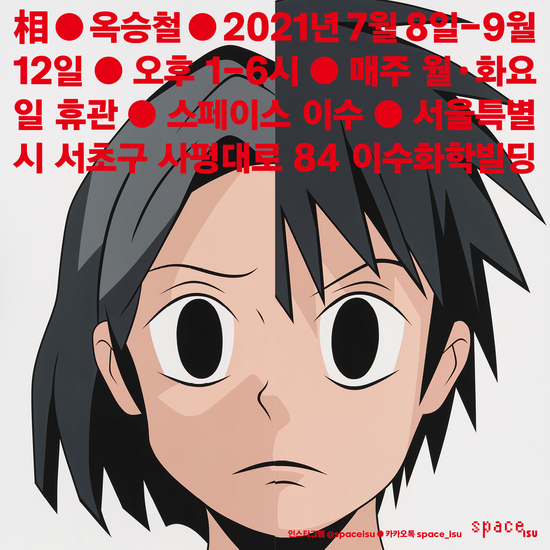 相●옥승철●2021년 7월 8일-9월
12일 ● 오후 1-6시 ● 매주 월·화요
일 휴관 ● 스페이스 이수 ● 서울특별
시 서초구 사평대로 84 이수화학빌딩
인스타그램 @spaceisu ● 카카오톡 space_isu
space isu